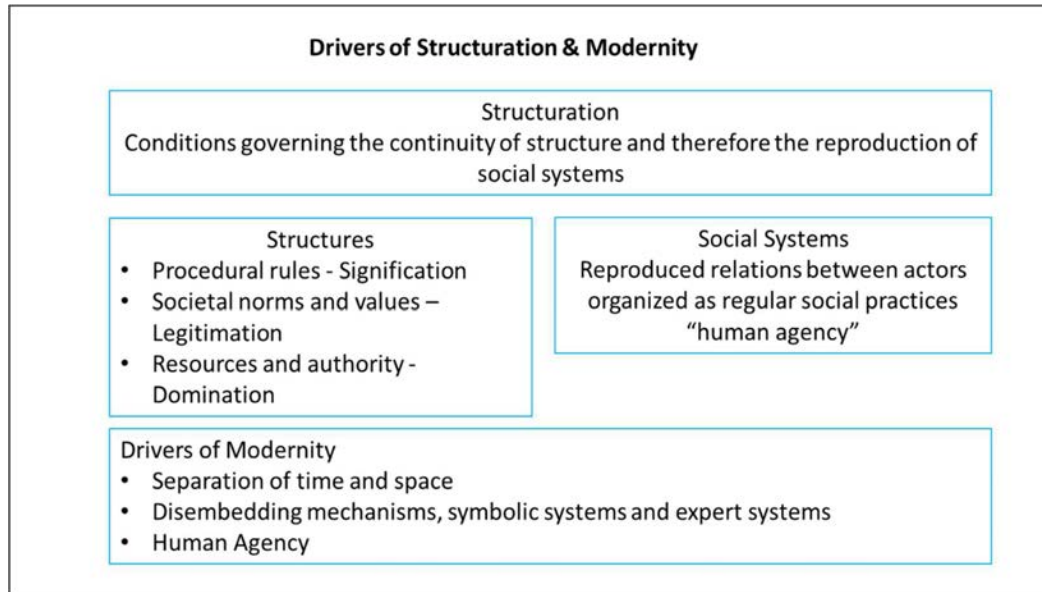 Drivers of Structuration & Modernity
Structuration
Conditions governing the continuity of structure and therefore the reproduction of
social systems
Structures
• Procedural rules - Signification
• Societal norms and values –
Legitimation
• Resources and authority -
Domination
Social Systems
Reproduced relations between actors
organized as regular social practices
“human agency”
Drivers of Modernity
• Separation of time and space
• Disembedding mechanisms, symbolic systems and expert systems
• Human Agency